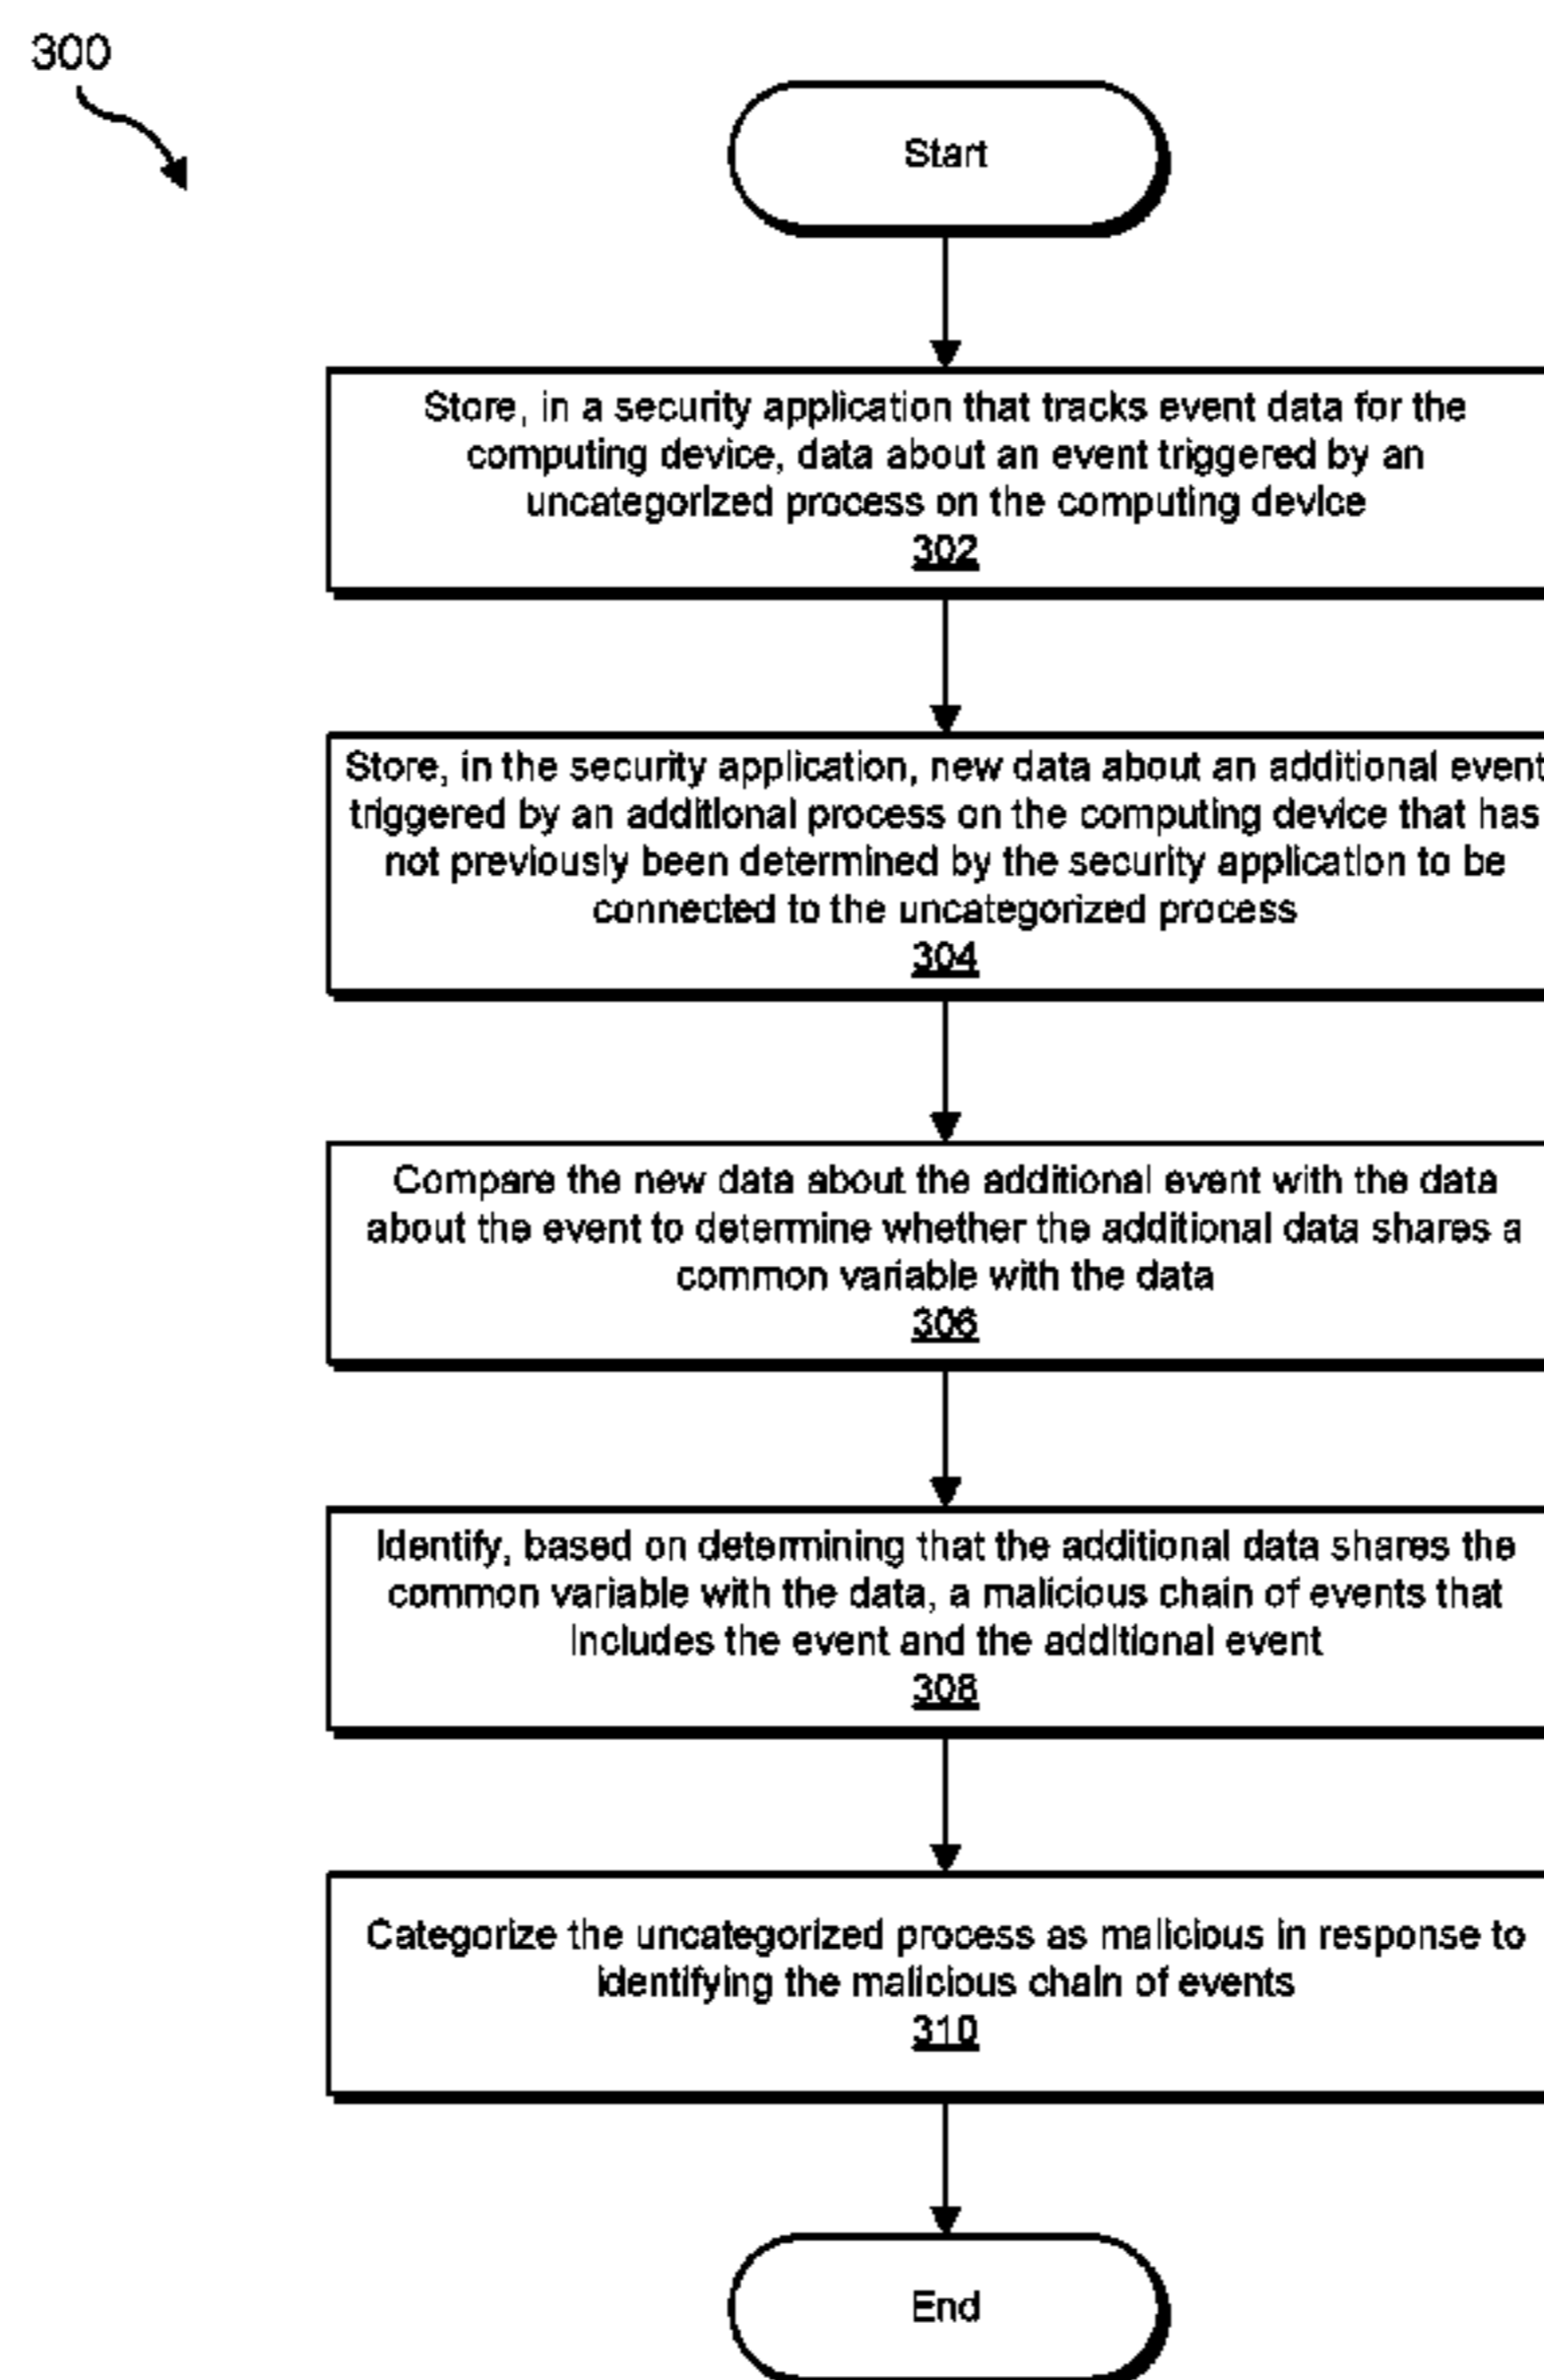 300
Start
Store, in a security application that tracks event data for the
computing device, data about an event triggered by an
uncategorized process on the computing device
302
Store, in the security application, new data about an additional event
triggered by an additional process on the computing device that has
not previously been determined by the security application to be
connected to the uncategorized process
304
Compare the new data about the additional event with the data
about the event to determine whether the additional data shares a
common variable with the data
306
Identify, based on determining that the additional data shares the
common variable with the data, a malicious chain of events that
includes the event and the additional event
308
Categorize the uncategorized process as malicious in response to
identifying the malicious chain of events
310
End